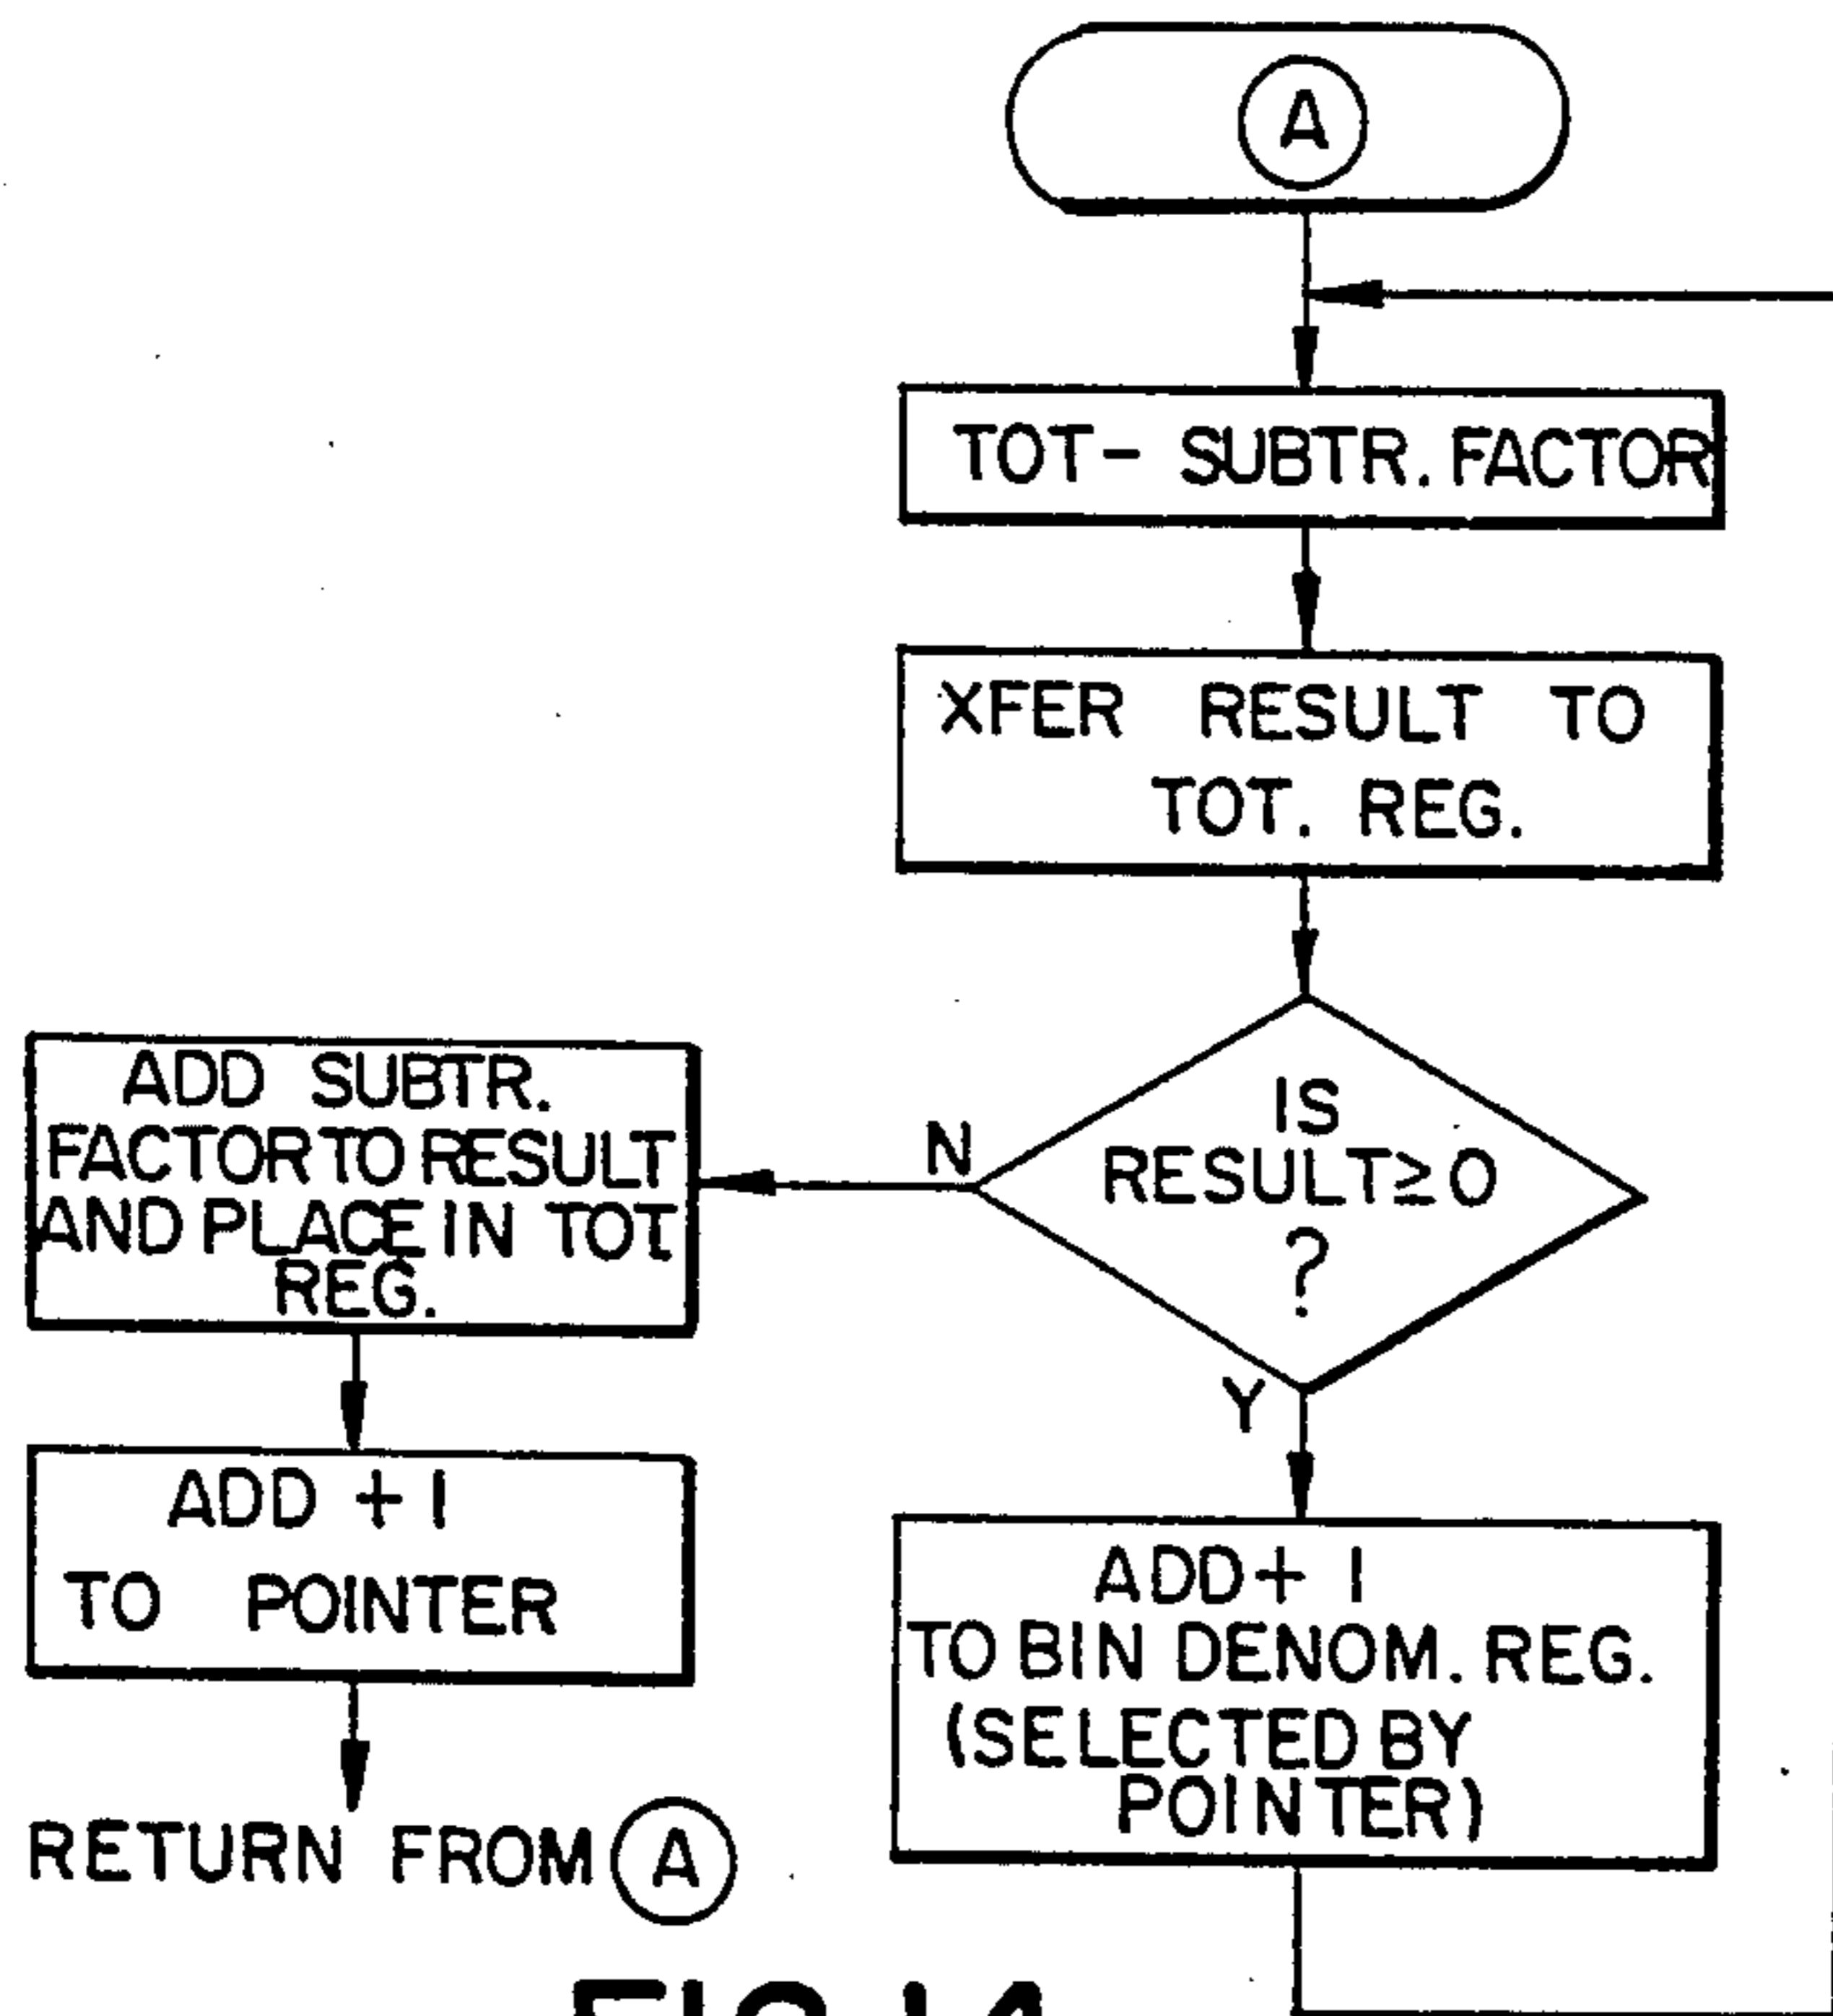 A
TOT- SUBTR. FACTOR
XFER RESULT TO
TOT. REG.
IS
RESULT≥0
?
N
Y
ADD SUBTR.
FACTOR TO RESULT
AND PLACE IN TOT
REG.
ADD +1
TO POINTER
RETURN FROM A
ADD+ 1
TO BIN DENOM. REG.
(SELECTED BY
POINTER)